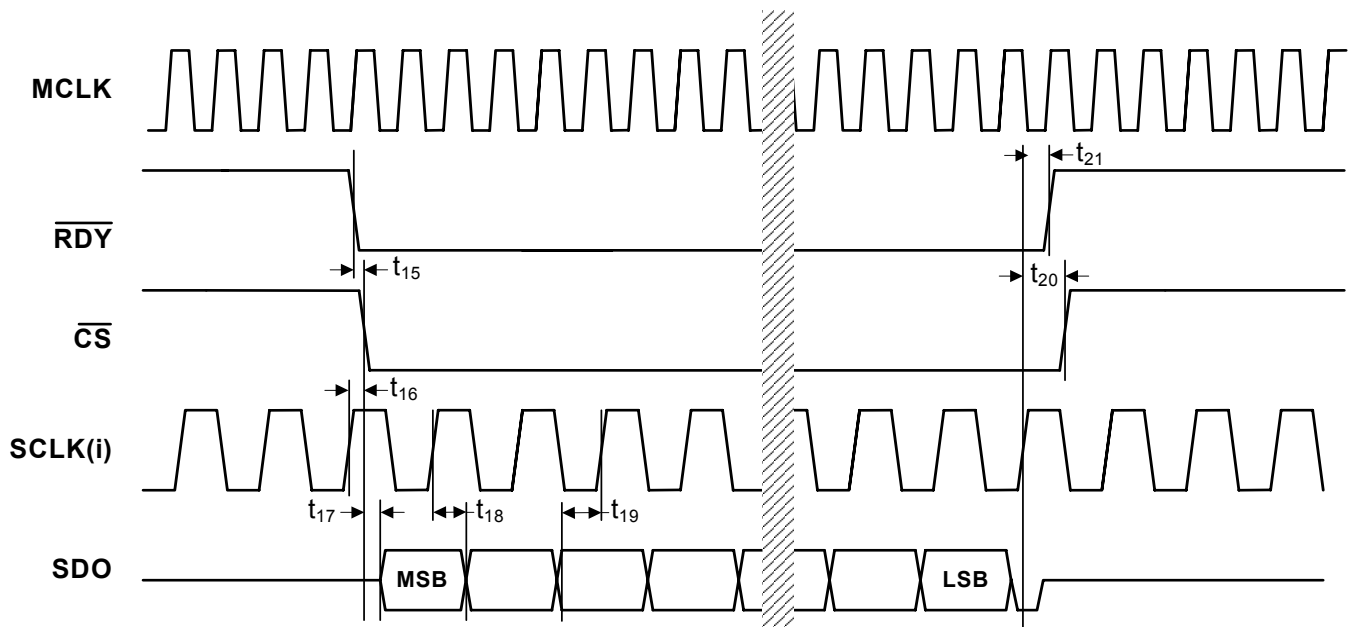 MCLK
t21
RDY
t15
t20
CS
t16
SCLK(i)
t17
t18
t19
SDO
MSB
LSB